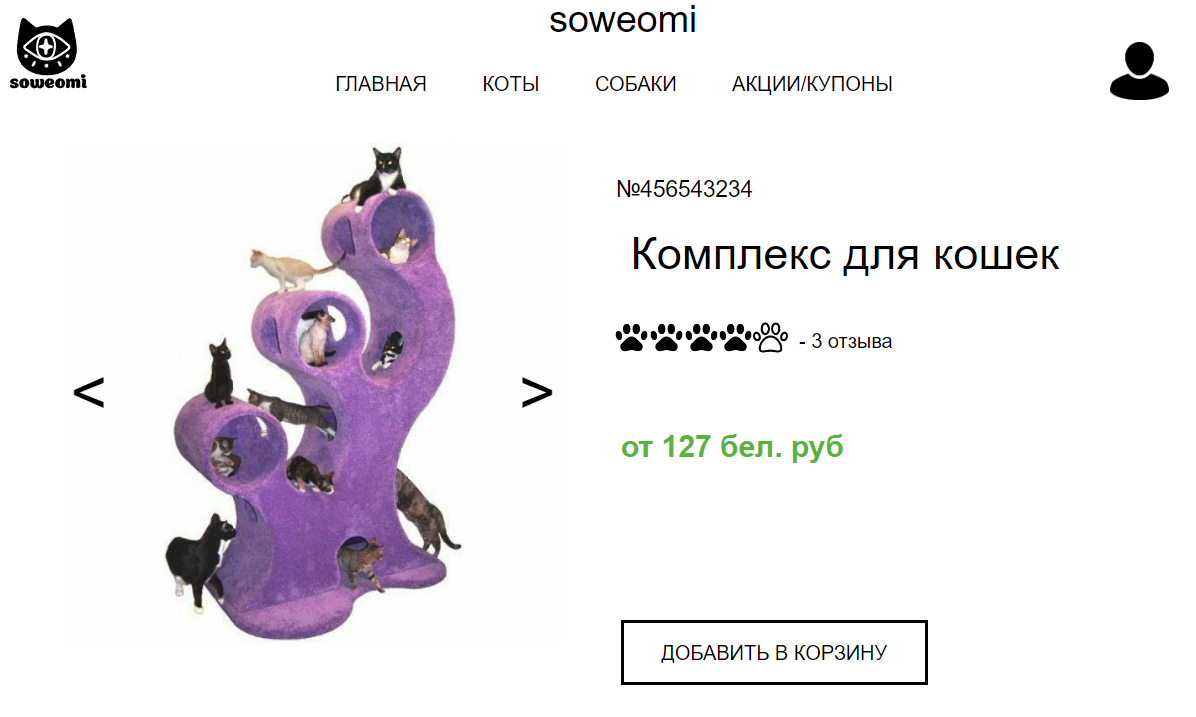 soweomi
soweomi
ГЛАВНАЯ КОТЫ СОБАКИ АКЦИИ/КУПОНЫ
№456543234
Комплекс для кошек
- 3 отзыва
< >
от 127 бел. руб
ДОБАВИТЬ В КОРЗИНУ